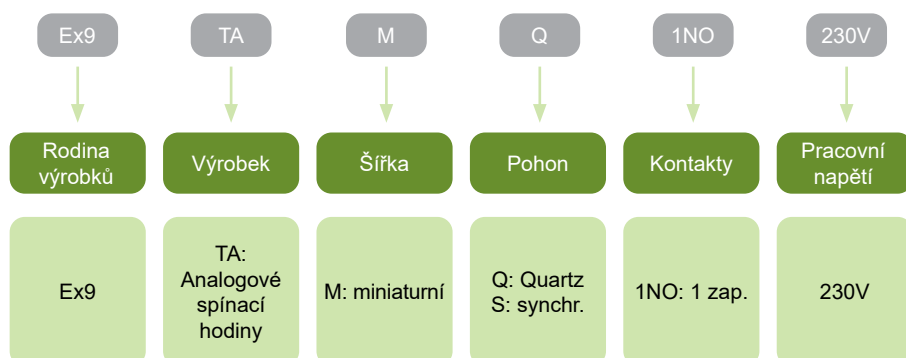 Ex9 TA M Q 1NO 230V
Rodina výrobků
Výrobek
Šířka
Pohon
Kontakty
Pracovní napětí
Ex9
TA:
Analogové
spínací
hodiny
M: miniaturní
Q: Quartz
S: synchr.
1NO: 1 zap.
230V